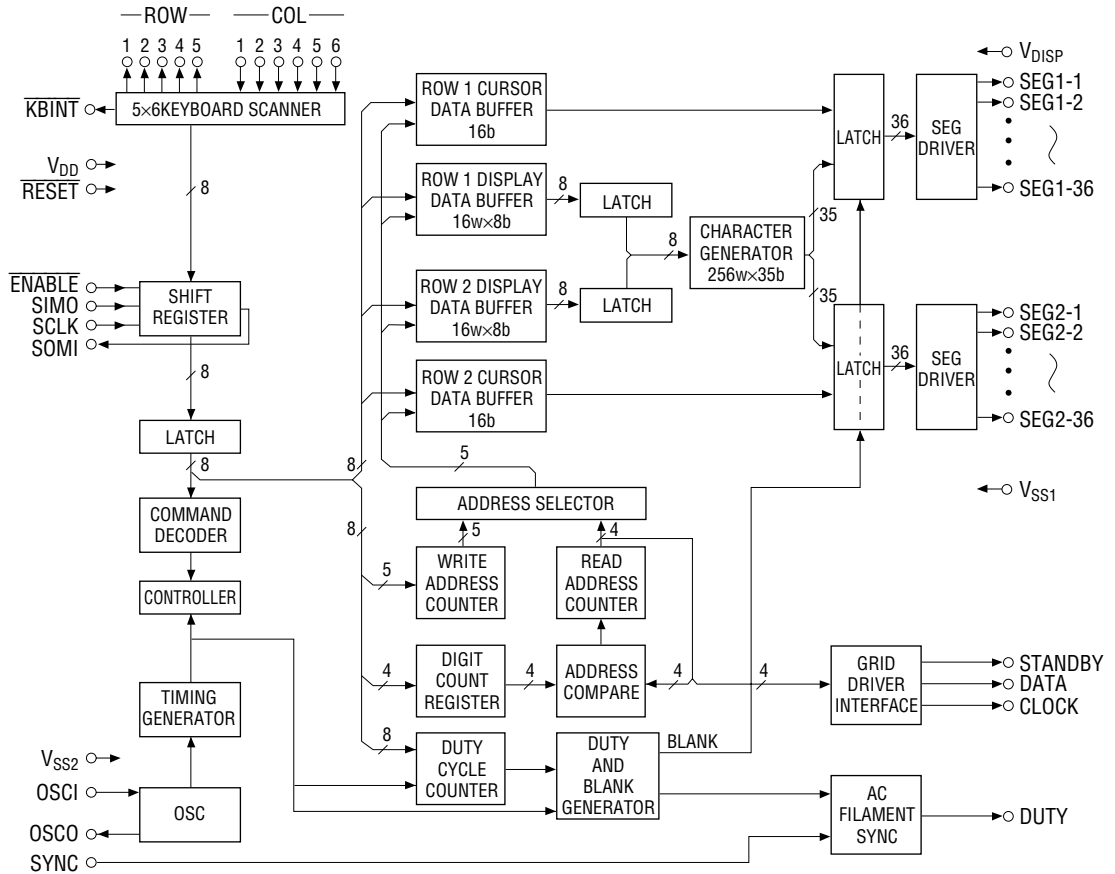 ROW COL
1 2 3 4 5 1 2 3 4 5 6
KBINT
5×6KEYBOARD SCANNER
VDD
RESET
8
ENABLE
SIMO
SCLK
SOMI
SHIFT
REGISTER
8
LATCH
8
COMMAND
DECODER
CONTROLLER
TIMING
GENERATOR
VSS2
OSCI
OSCO
OSC
SYNC
ROW 1 CURSOR
DATA BUFFER
16b
ROW 1 DISPLAY
DATA BUFFER
16w×8b
8
LATCH
ROW 2 DISPLAY
DATA BUFFER
16w×8b
8
LATCH
8
CHARACTER
GENERATOR
256w×35b
35
35
ROW 2 CURSOR
DATA BUFFER
16b
8
5
ADDRESS SELECTOR
8
5
4
5
WRITE
ADDRESS
COUNTER
READ
ADDRESS
COUNTER
4
DIGIT
COUNT
REGISTER
4
ADDRESS
COMPARE
4
4
8
DUTY
CYCLE
COUNTER
DUTY
AND
BLANK
GENERATOR
BLANK
LATCH
36
SEG
DRIVER
VDISP
SEG1-1
SEG1-2
SEG1-36
LATCH
36
SEG
DRIVER
SEG2-1
SEG2-2
SEG2-36
VSS1
GRID
DRIVER
INTERFACE
STANDBY
DATA
CLOCK
AC
FILAMENT
SYNC
DUTY